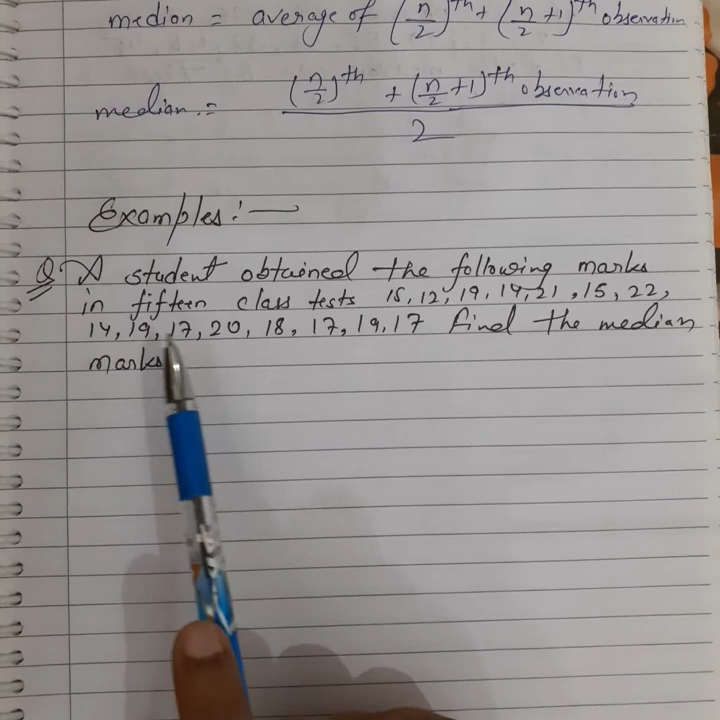 median = average of (n/2)th + (n/2 + 1)th observation
median = (n/2)th + (n/2 + 1)th observation / 2
Examples:—
Q. A student obtained the following marks
in fifteen class tests 15, 12, 19, 14, 21, 15, 22,
14, 19, 17, 20, 18, 17, 19, 17 find the median
marks